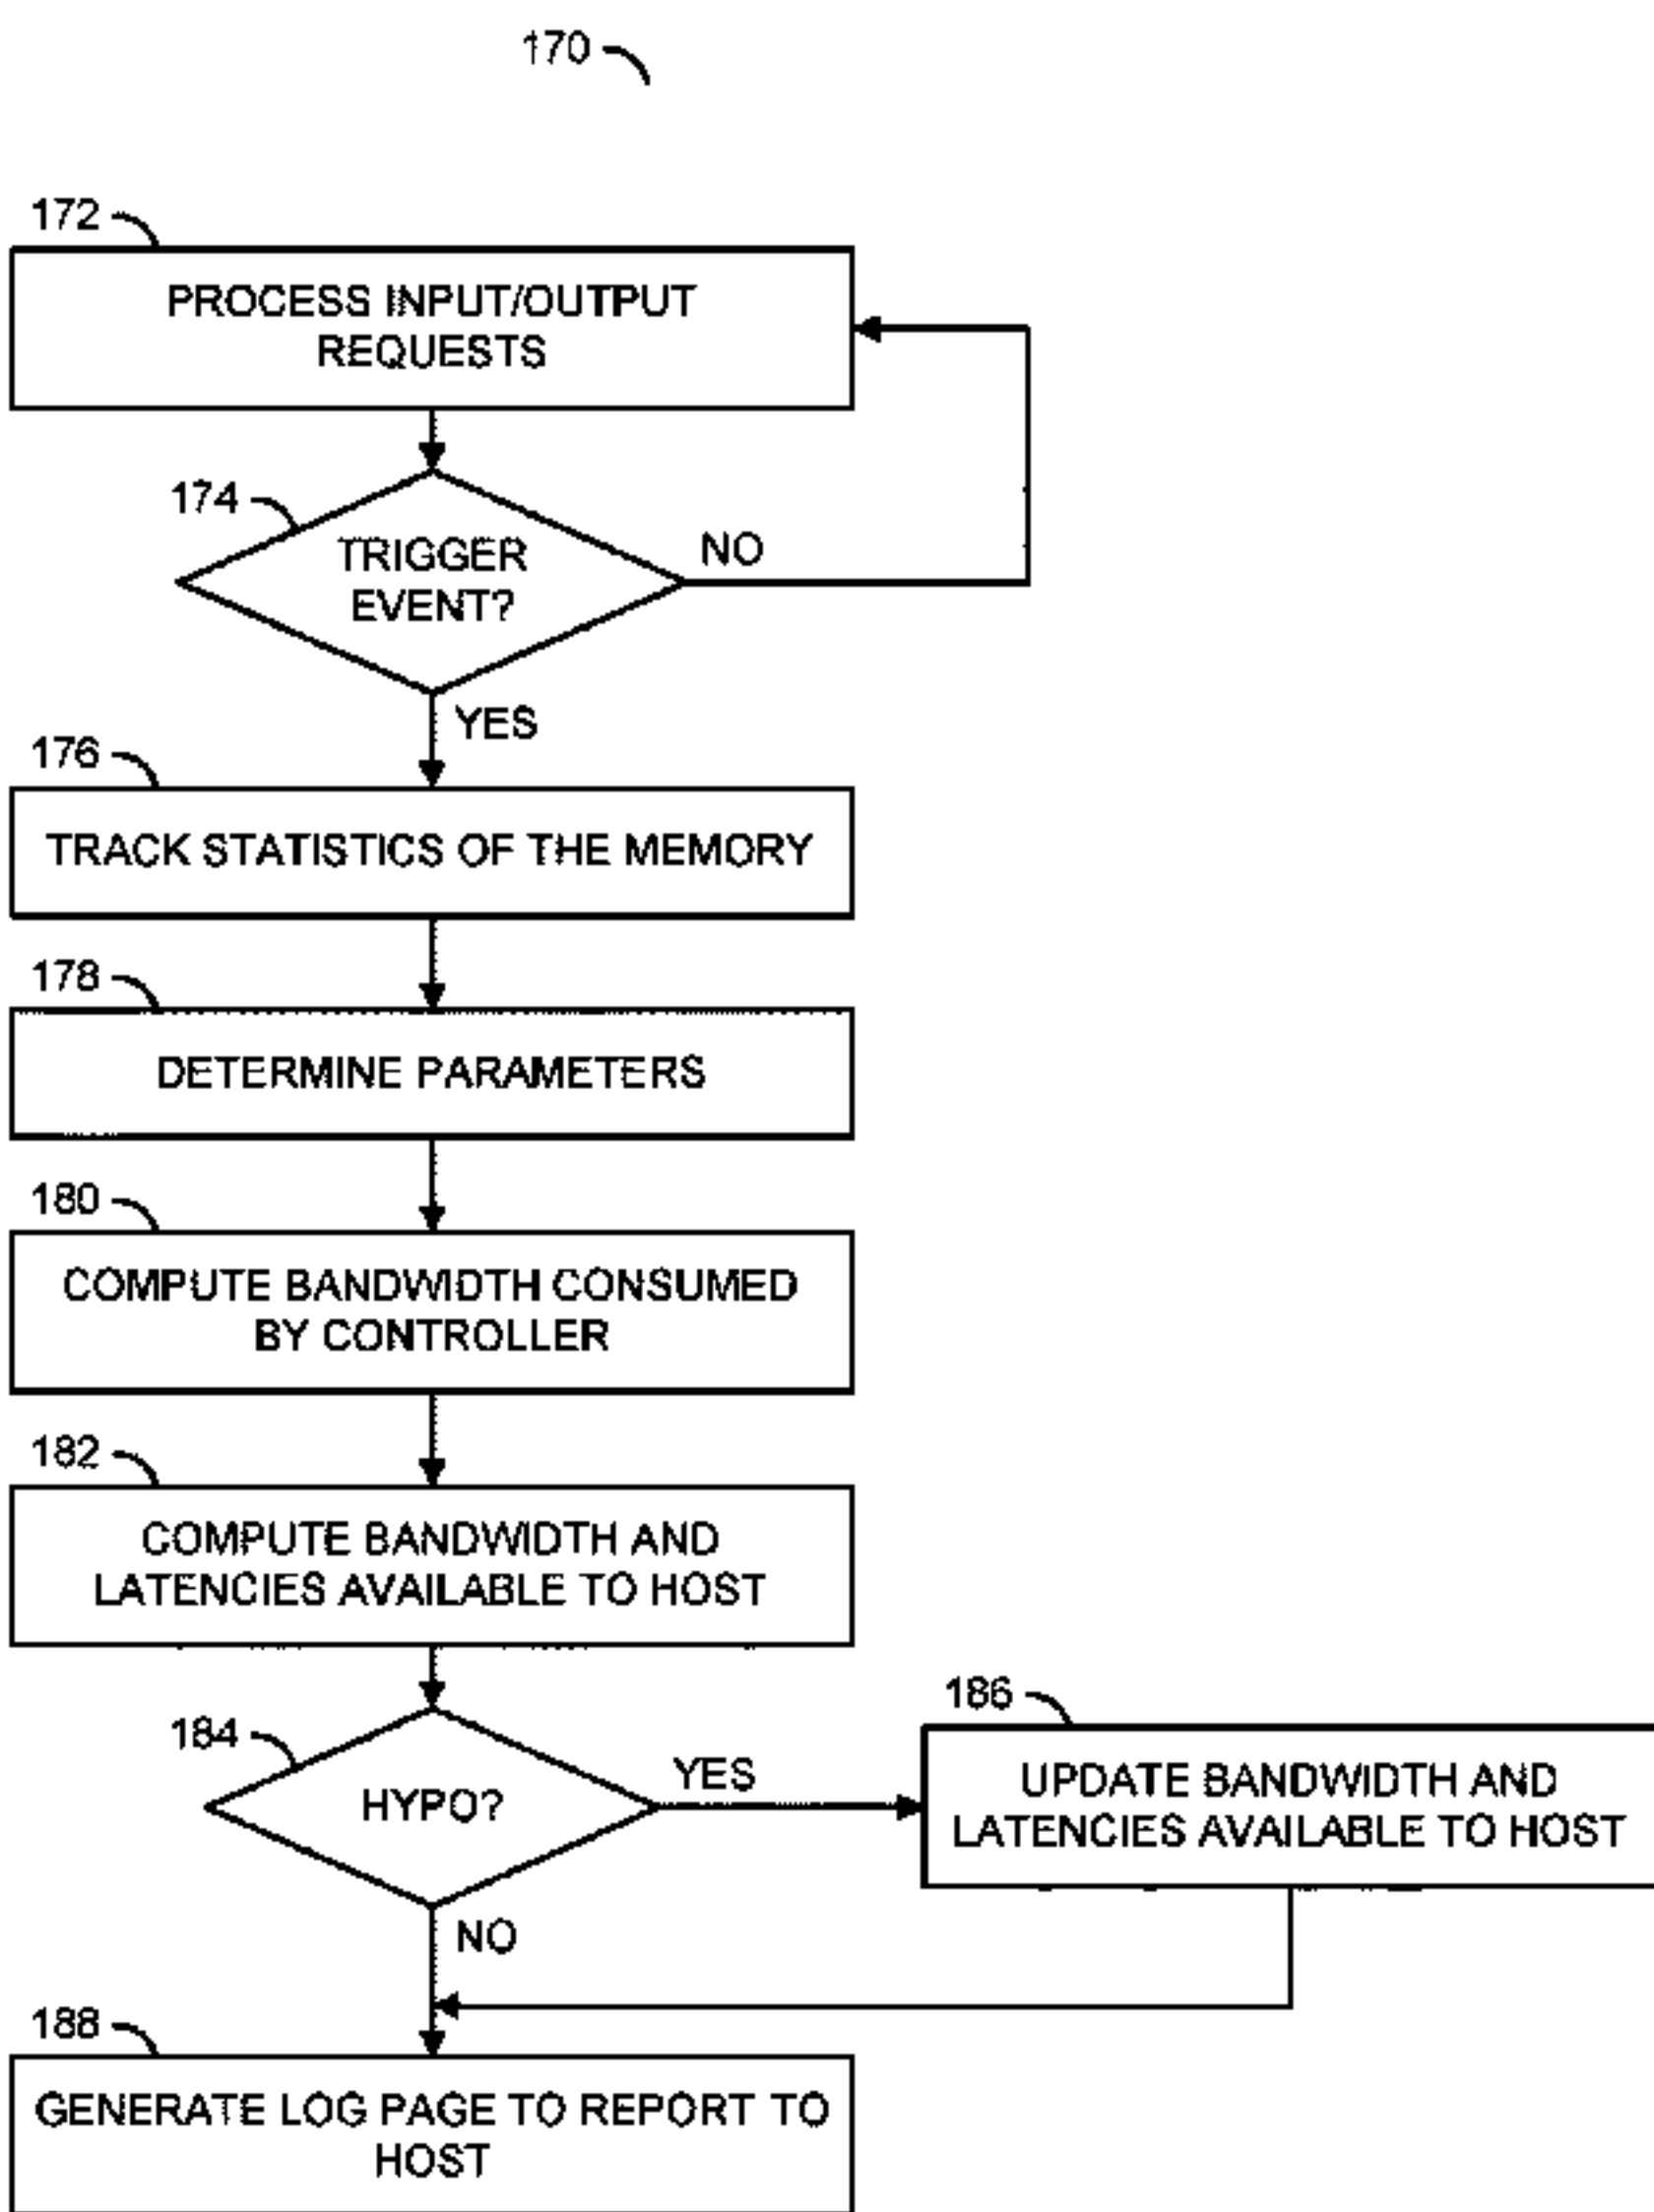 170
172
PROCESS INPUT/OUTPUT
REQUESTS
174
TRIGGER
EVENT?
NO
YES
176
TRACK STATISTICS OF THE MEMORY
178
DETERMINE PARAMETERS
180
COMPUTE BANDWIDTH CONSUMED
BY CONTROLLER
182
COMPUTE BANDWIDTH AND
LATENCIES AVAILABLE TO HOST
184
HYPO?
YES
186
UPDATE BANDWIDTH AND
LATENCIES AVAILABLE TO HOST
NO
188
GENERATE LOG PAGE TO REPORT TO
HOST